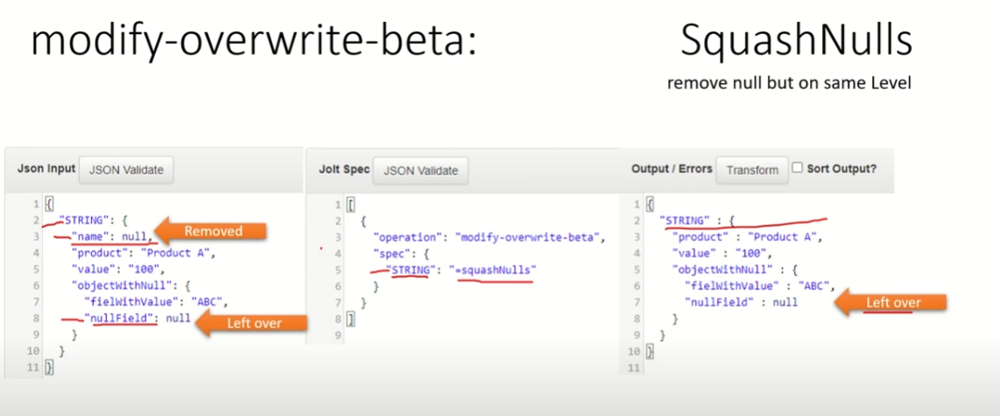 modify-overwrite-beta:
SquashNulls
remove null but on same Level
Json Input JSON Validate
1 {
2 "STRING": {
3 "name": null,
Removed
4 "product": "Product A",
5 "value": "100",
6 "objectWithNull": {
7 "fielWithValue": "ABC",
8 "nullField": null
Left over
9 }
10 }
11 }
Jolt Spec JSON Validate
1 [
2 {
3 "operation": "modify-overwrite-beta",
4 "spec": {
5 "STRING": "=squashNulls"
6 }
7 }
8 ]
9
Output / Errors Transform Sort Output?
1 {
2 "STRING" : {
3 "product" : "Product A",
4 "value" : "100",
5 "objectWithNull" : {
6 "fielWithValue" : "ABC",
7 "nullField" : null
Left over
8 }
9 }
10 }
11